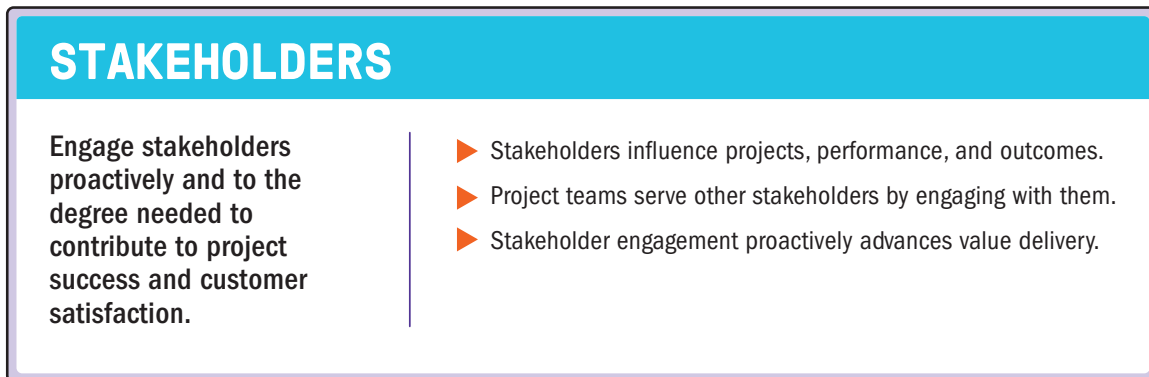 STAKEHOLDERS
Engage stakeholders
proactively and to the
degree needed to
contribute to project
success and customer
satisfaction.
Stakeholders influence projects, performance, and outcomes.
Project teams serve other stakeholders by engaging with them.
Stakeholder engagement proactively advances value delivery.